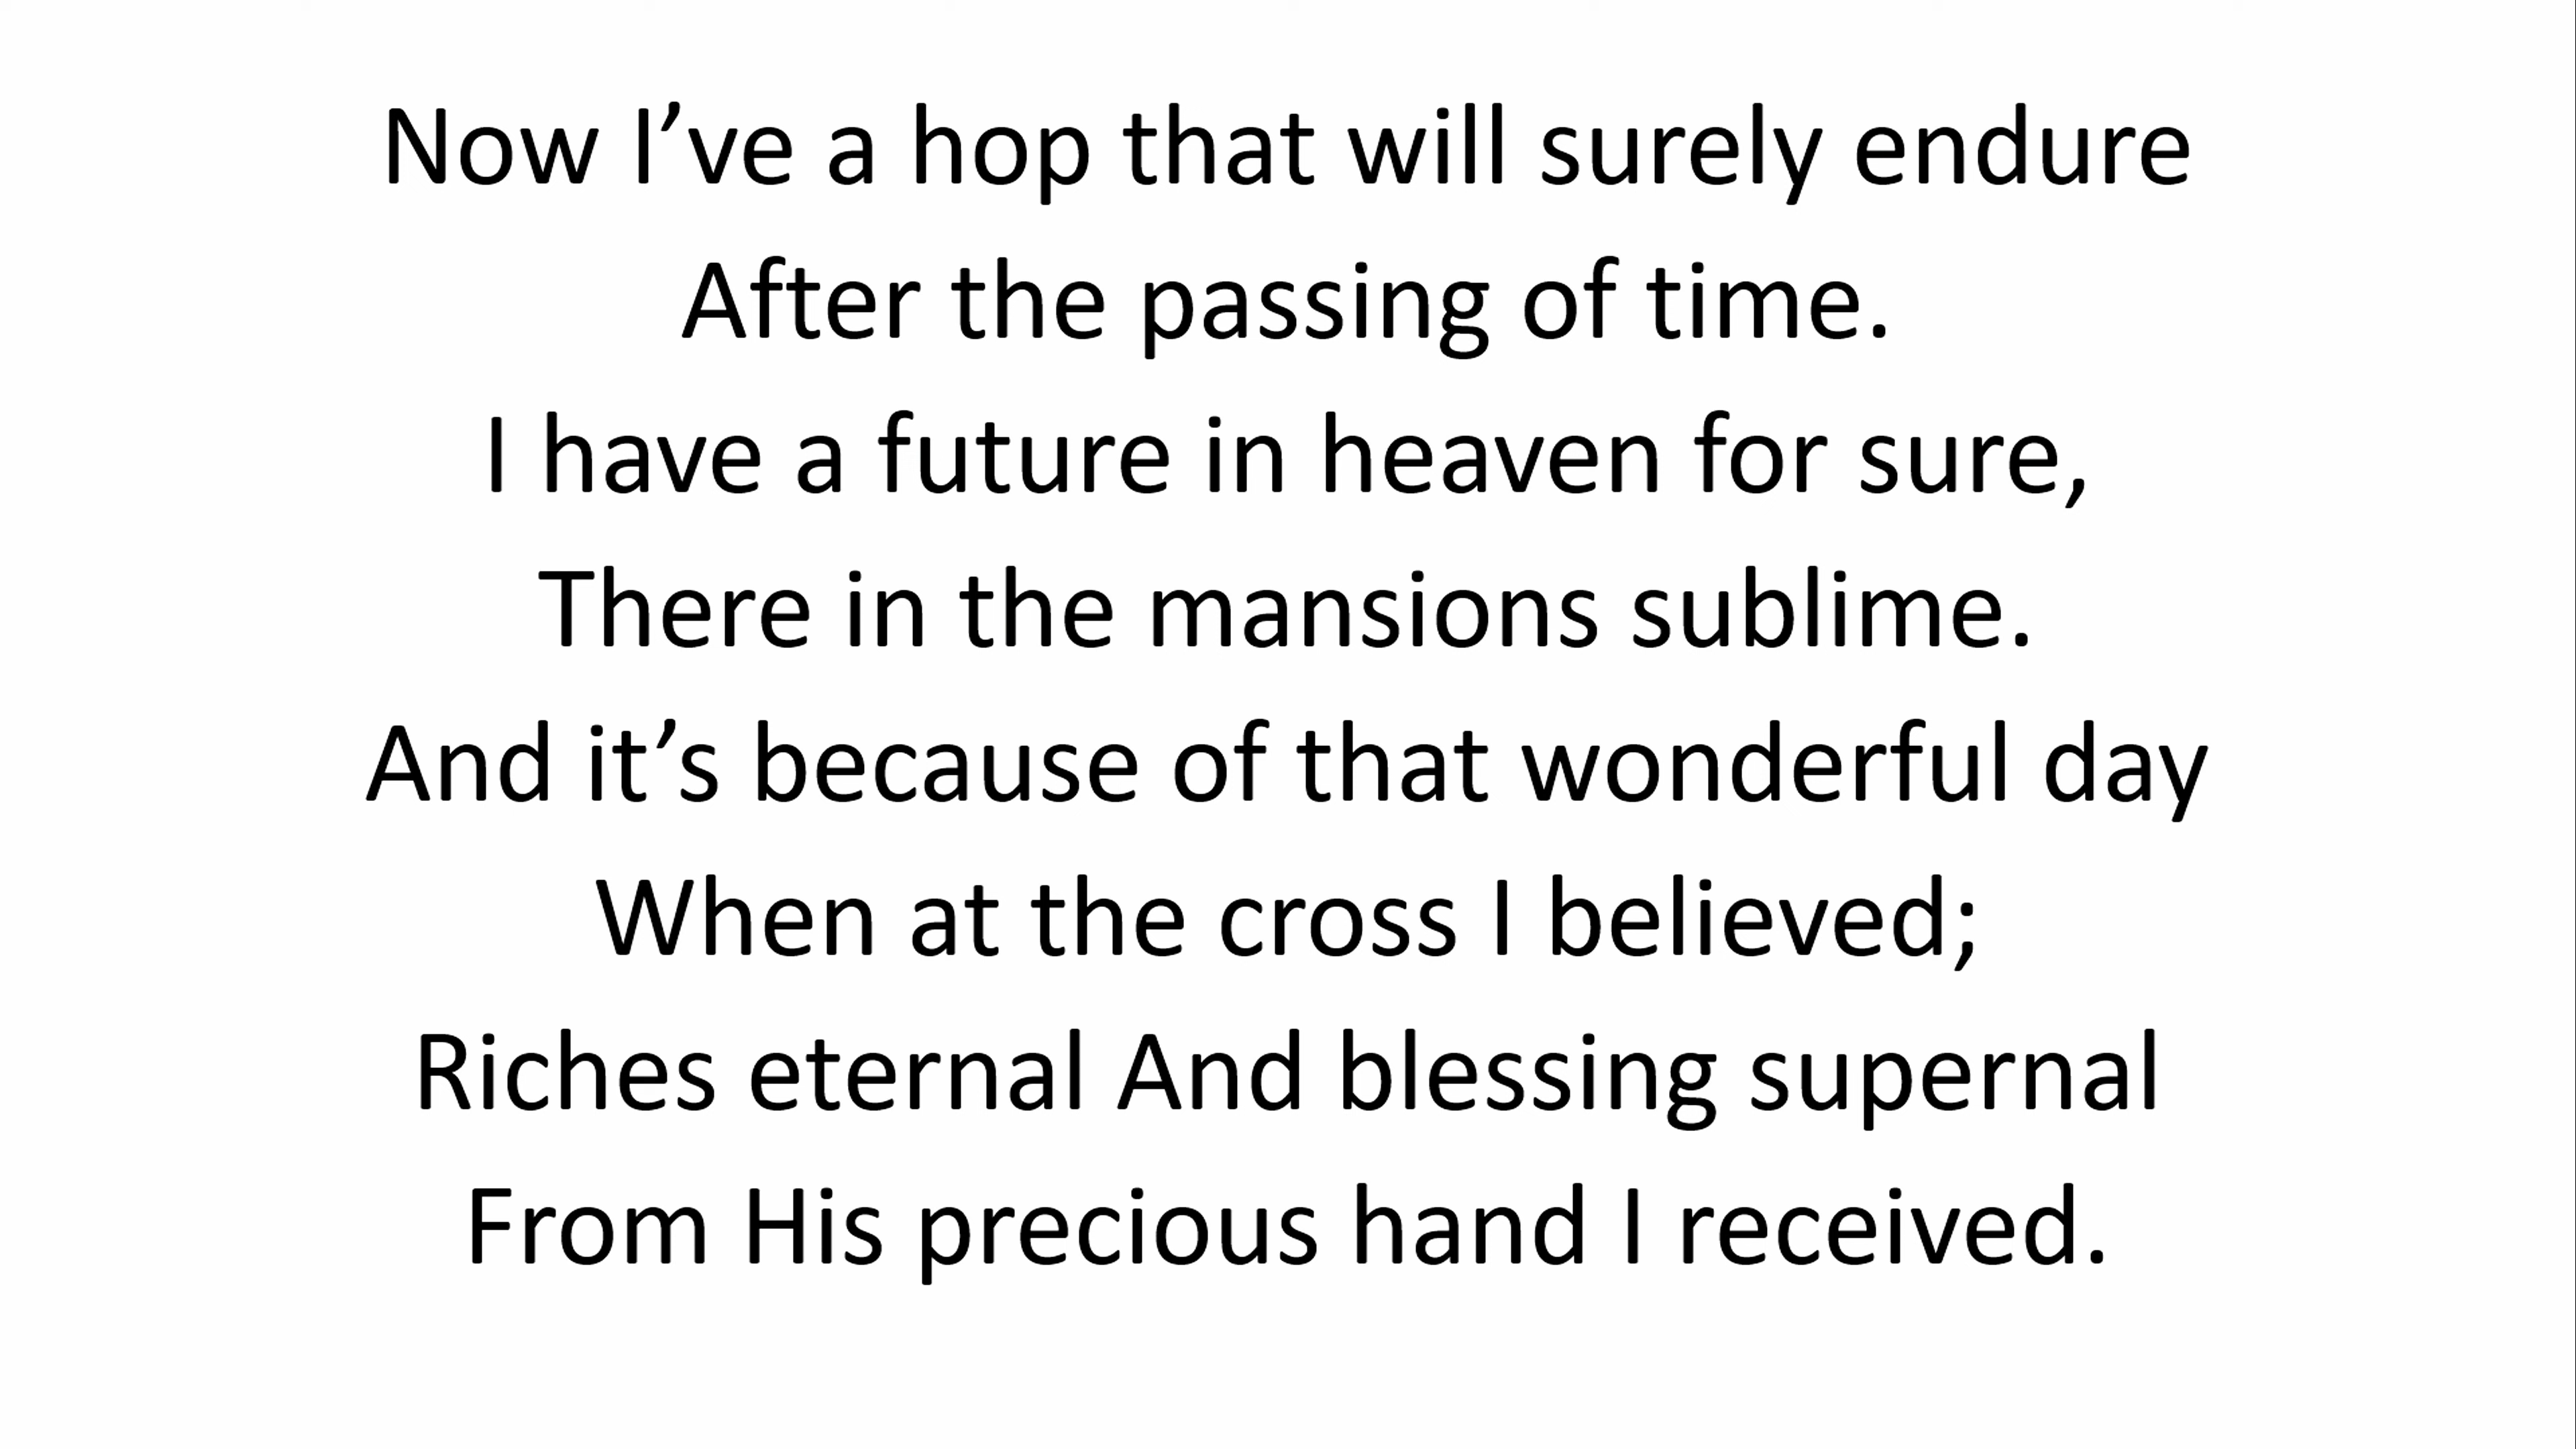 Now I’ve a hop that will surely endure
After the passing of time.
I have a future in heaven for sure,
There in the mansions sublime.
And it’s because of that wonderful day
When at the cross I believed;
Riches eternal And blessing supernal
From His precious hand I received.